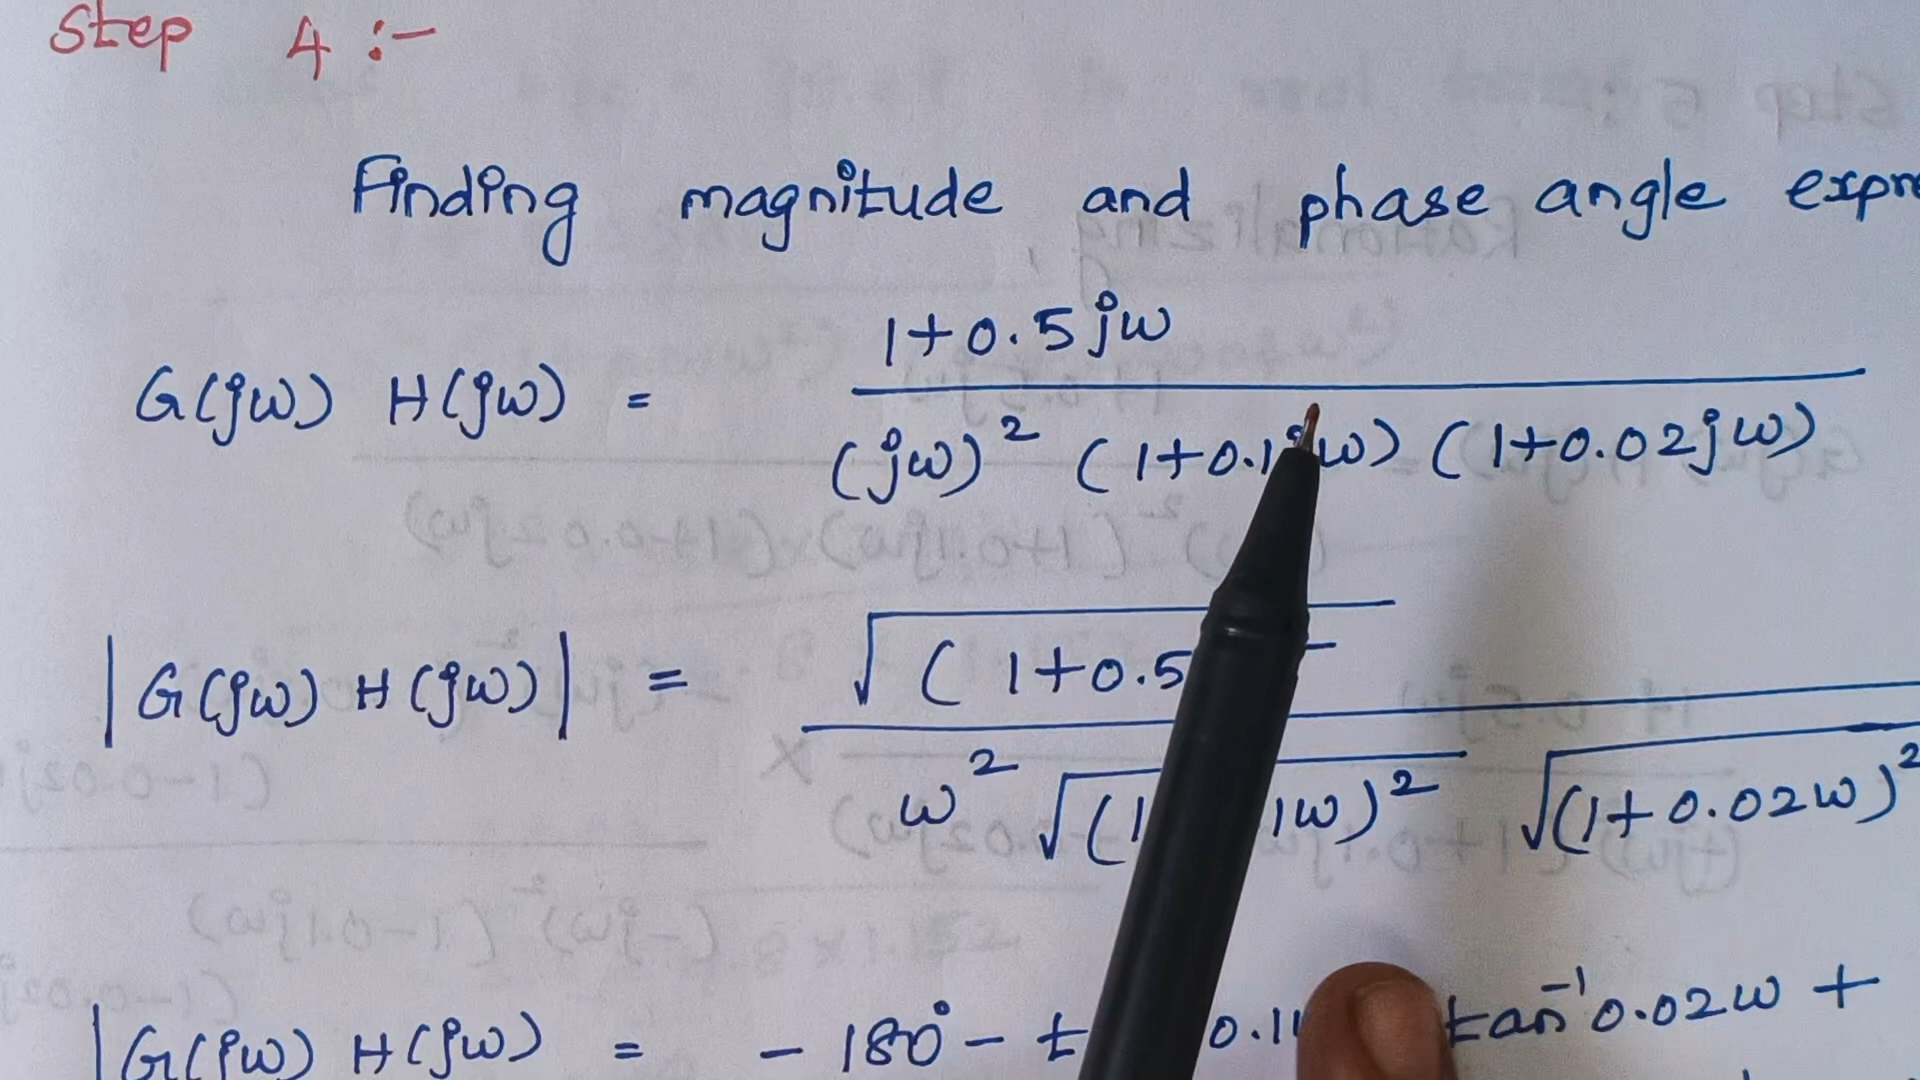 Step 4 :-
Finding magnitude and phase angle
G(jω) H(jω) = 1+0.5jω / (jω)² (1+0.1jω) (1+0.02jω)
|G(jω) H(jω)| = √(1+0.5 / ω² √(1 1ω)² √(1+0.02ω)²
|G(jω) H(jω) = - 180° - 0.1 tan⁻¹ 0.02ω +